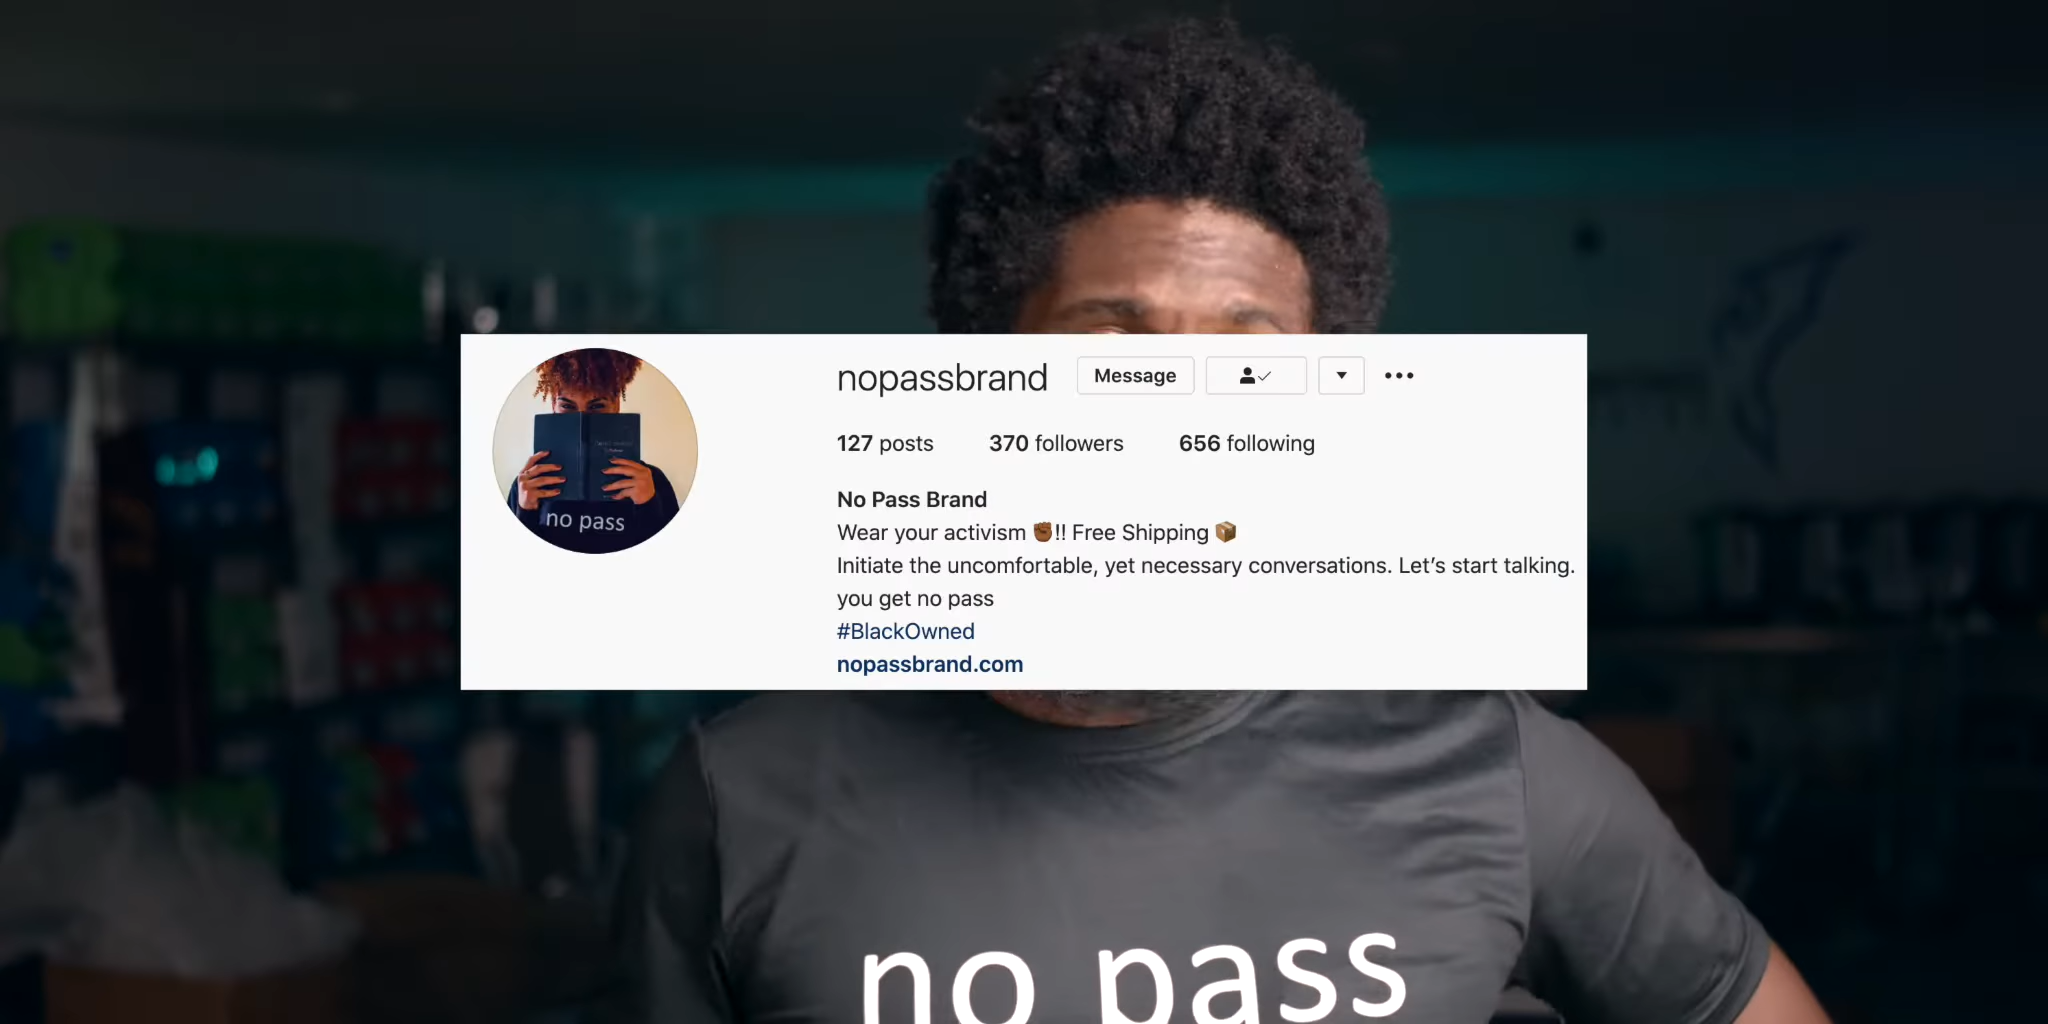 nopassbrand Message
127 posts 370 followers 656 following
No Pass Brand
Wear your activism ✊🏾!! Free Shipping 📦
Initiate the uncomfortable, yet necessary conversations. Let’s start talking.
you get no pass
#BlackOwned
nopassbrand.com
no pass
no pass